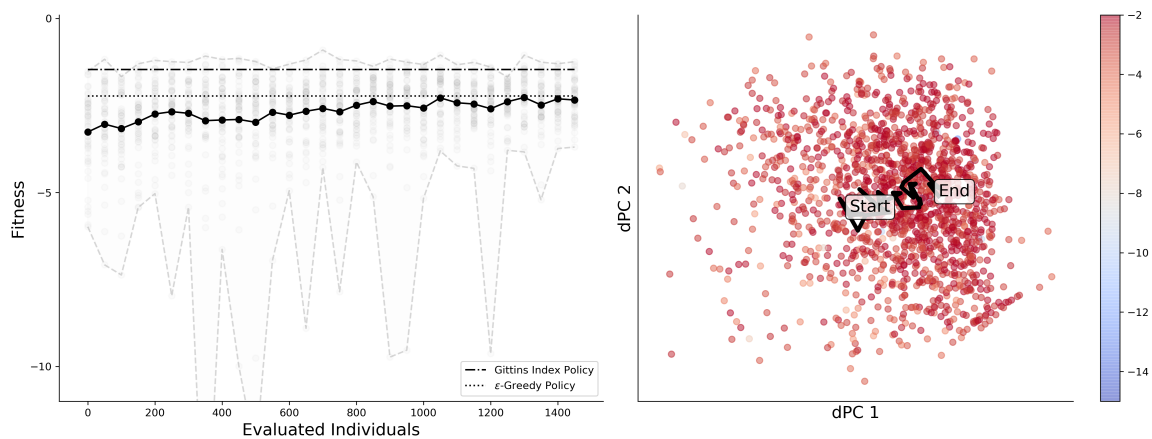 0
−5
−10
Fitness
0
200
400
600
800
1000
1200
1400
Evaluated Individuals
Gittins Index Policy
ε-Greedy Policy
dPC 2
dPC 1
Start
End
−2
−4
−6
−8
−10
−12
−14